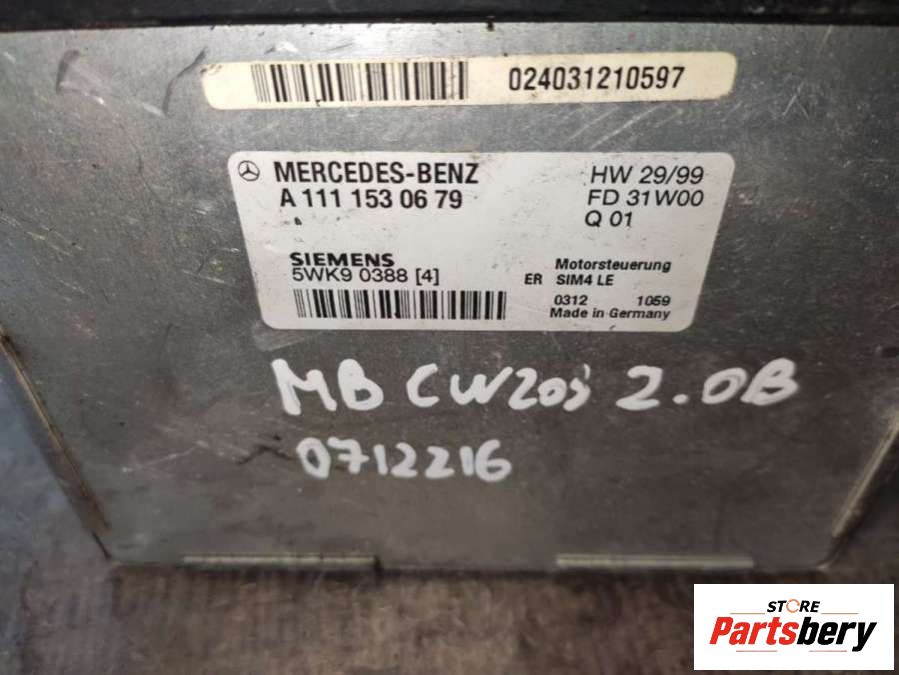 024031210597
MERCEDES-BENZ
A 111 153 06 79
HW 29/99
FD 31W00
Q 01
SIEMENS
5WK9 0388 [4]
Motorsteuerung
ER SIM4 LE
0312 1059
Made in Germany
MB CW203 2.0B
0712216
STORE
Partsbery